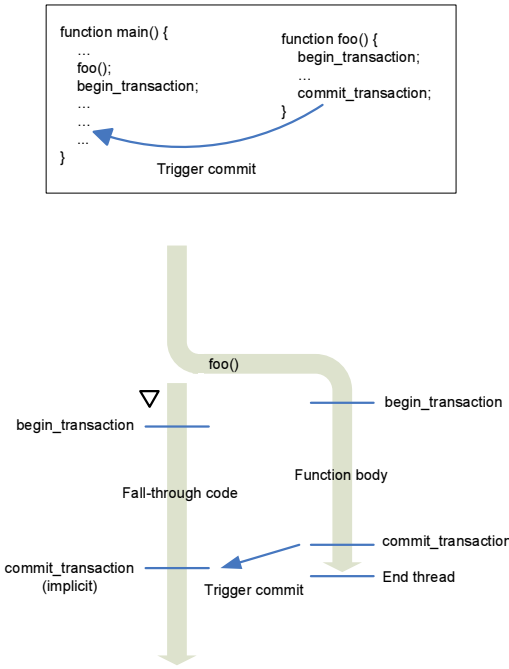 function main() {
...
foo();
begin_transaction;
...
...
...
}
function foo() {
begin_transaction;
...
commit_transaction;
}
Trigger commit
foo()
begin_transaction
begin_transaction
Function body
Fall-through code
commit_transaction
commit_transaction
(implicit)
End thread
Trigger commit